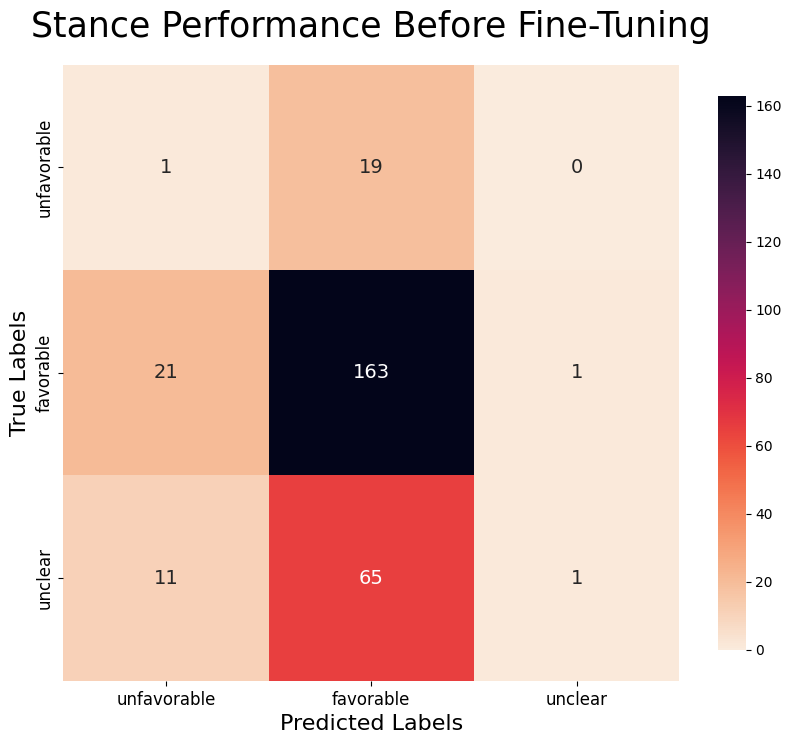 Stance Performance Before Fine-Tuning
True Labels
unfavorable
favorable
unclear
1 19 0
21 163 1
11 65 1
unfavorable favorable unclear
Predicted Labels
160
140
120
100
80
60
40
20
0